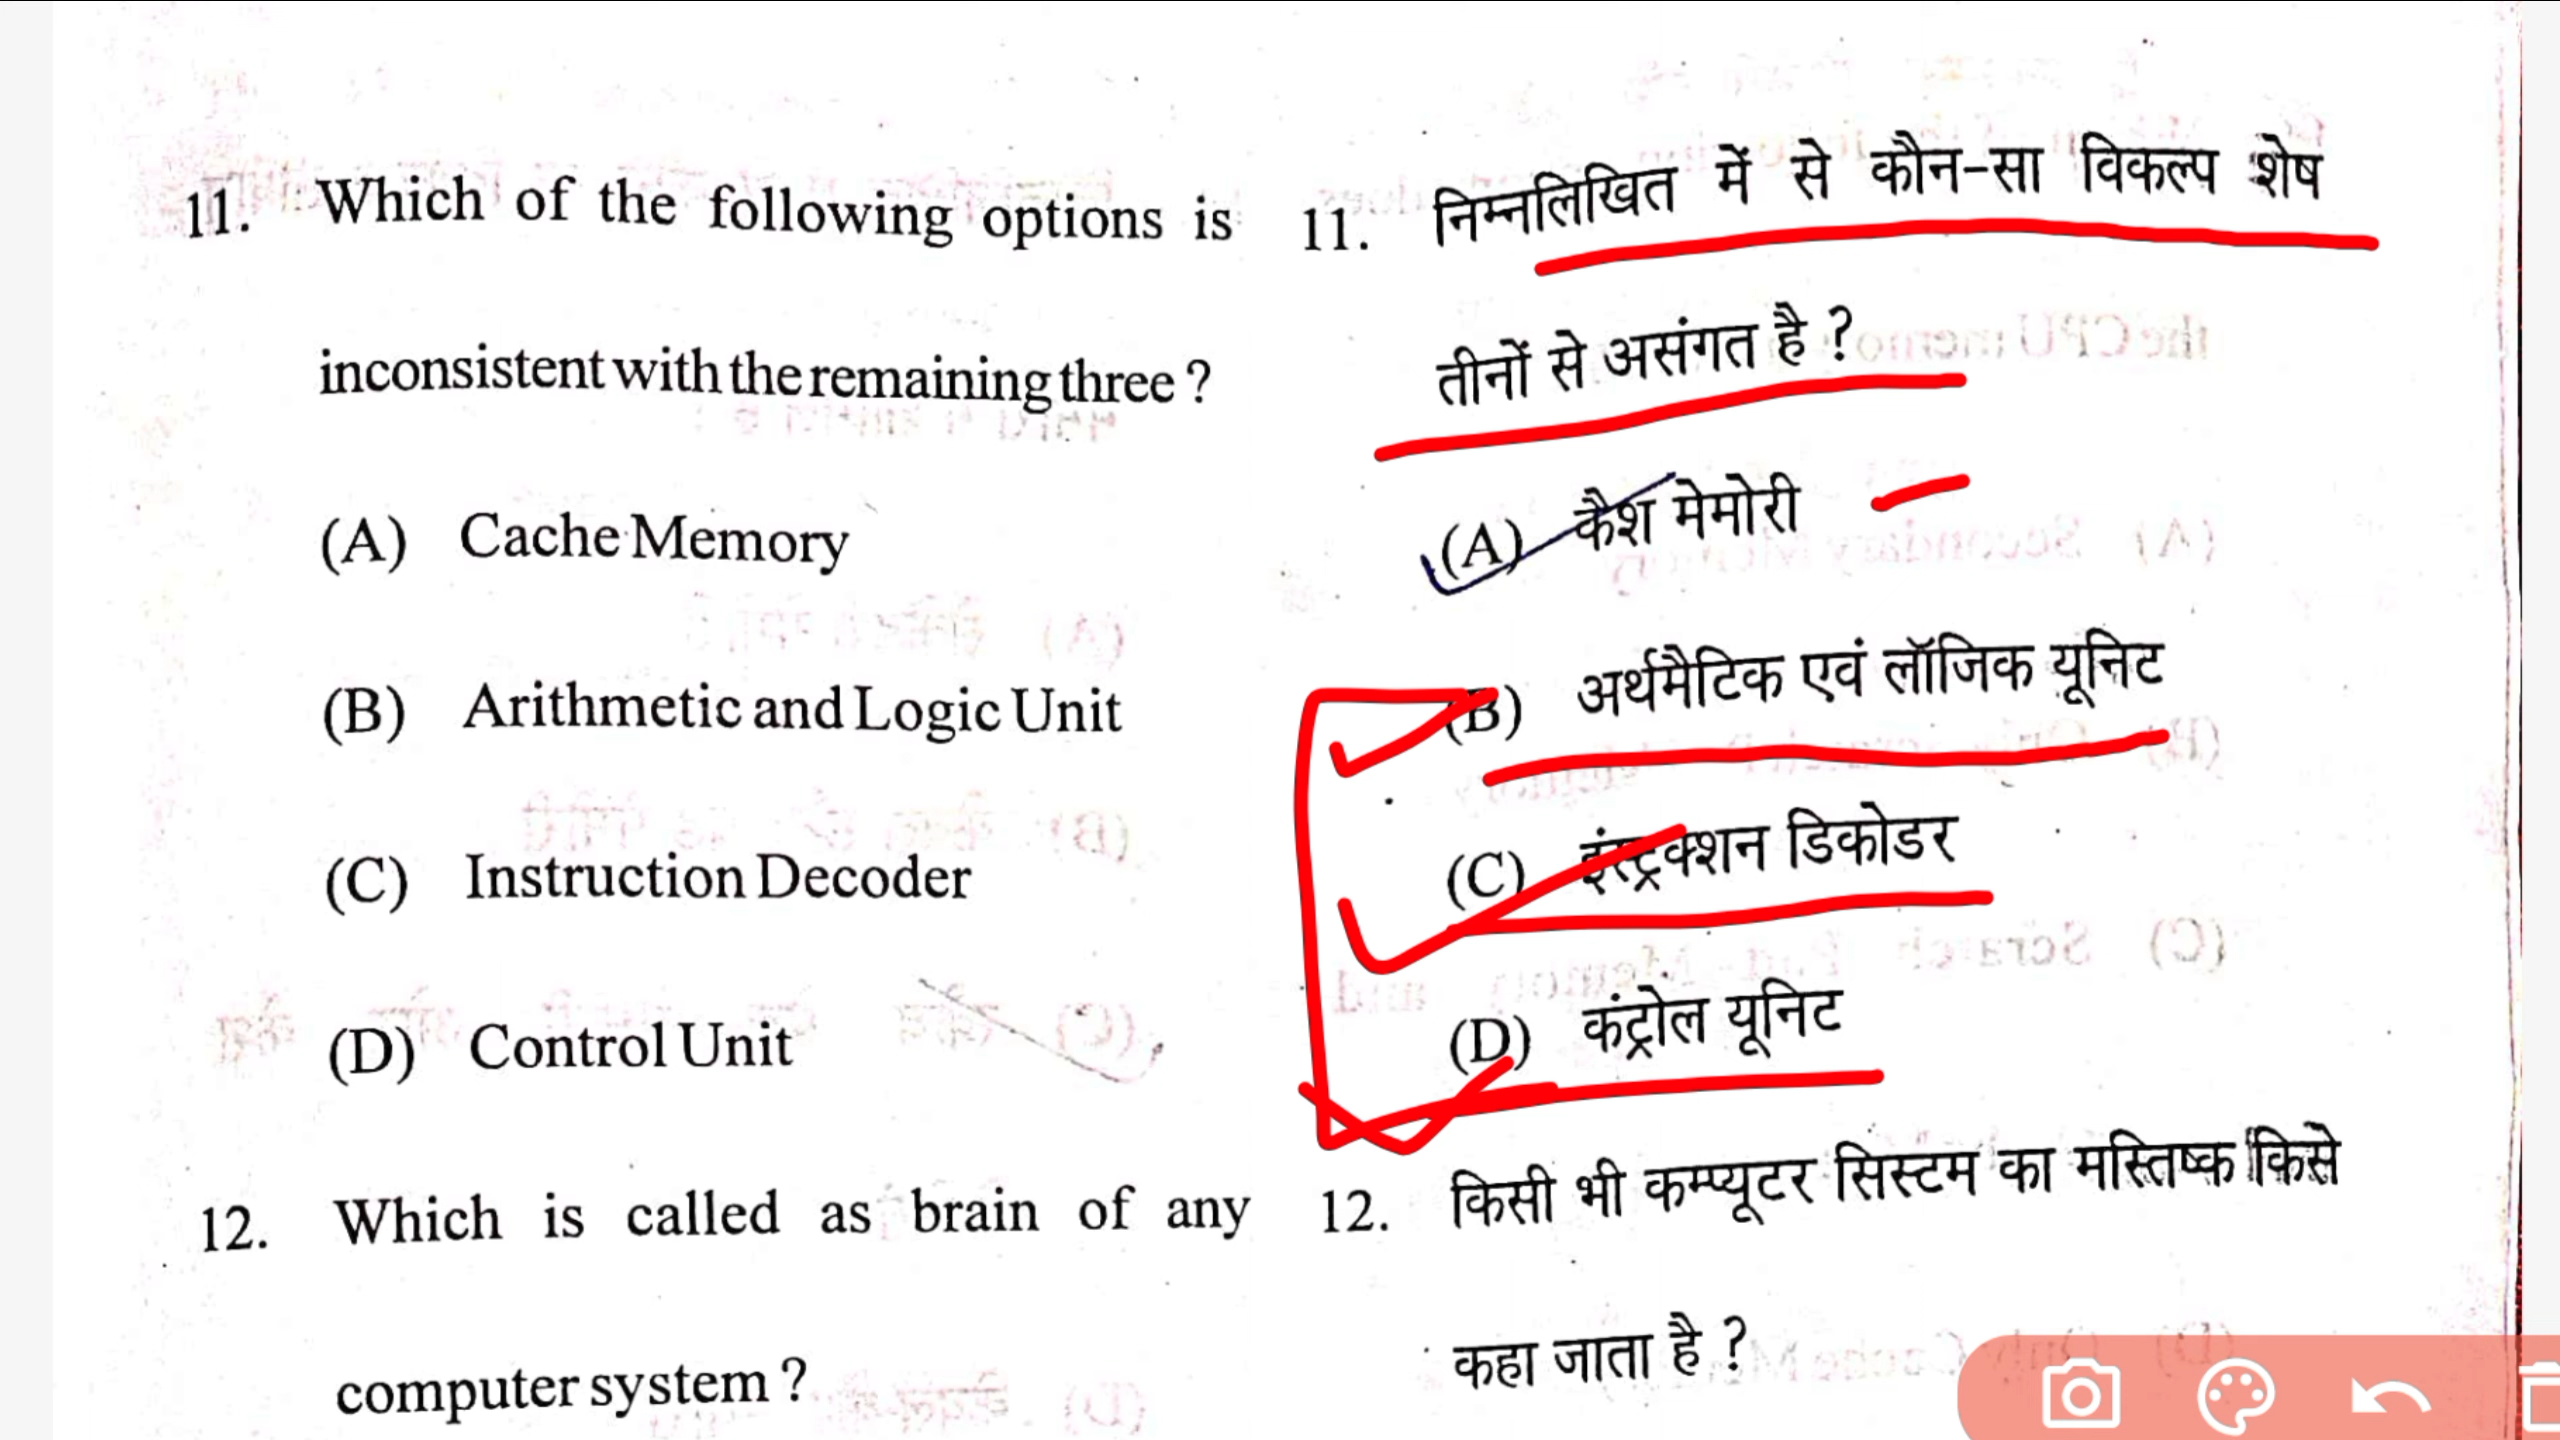 11. Which of the following options is
inconsistent with the remaining three ?
(A) Cache Memory
(B) Arithmetic and Logic Unit
(C) Instruction Decoder
(D) Control Unit
12. Which is called as brain of any
computer system ?
11. निम्नलिखित में से कौन-सा विकल्प शेष
तीनों से असंगत है ?
(A) कैश मेमोरी
(B) अर्थमैटिक एवं लॉजिक यूनिट
(C) इंस्ट्रक्शन डिकोडर
(D) कंट्रोल यूनिट
12. किसी भी कम्प्यूटर सिस्टम का मस्तिष्क किसे
कहा जाता है ?